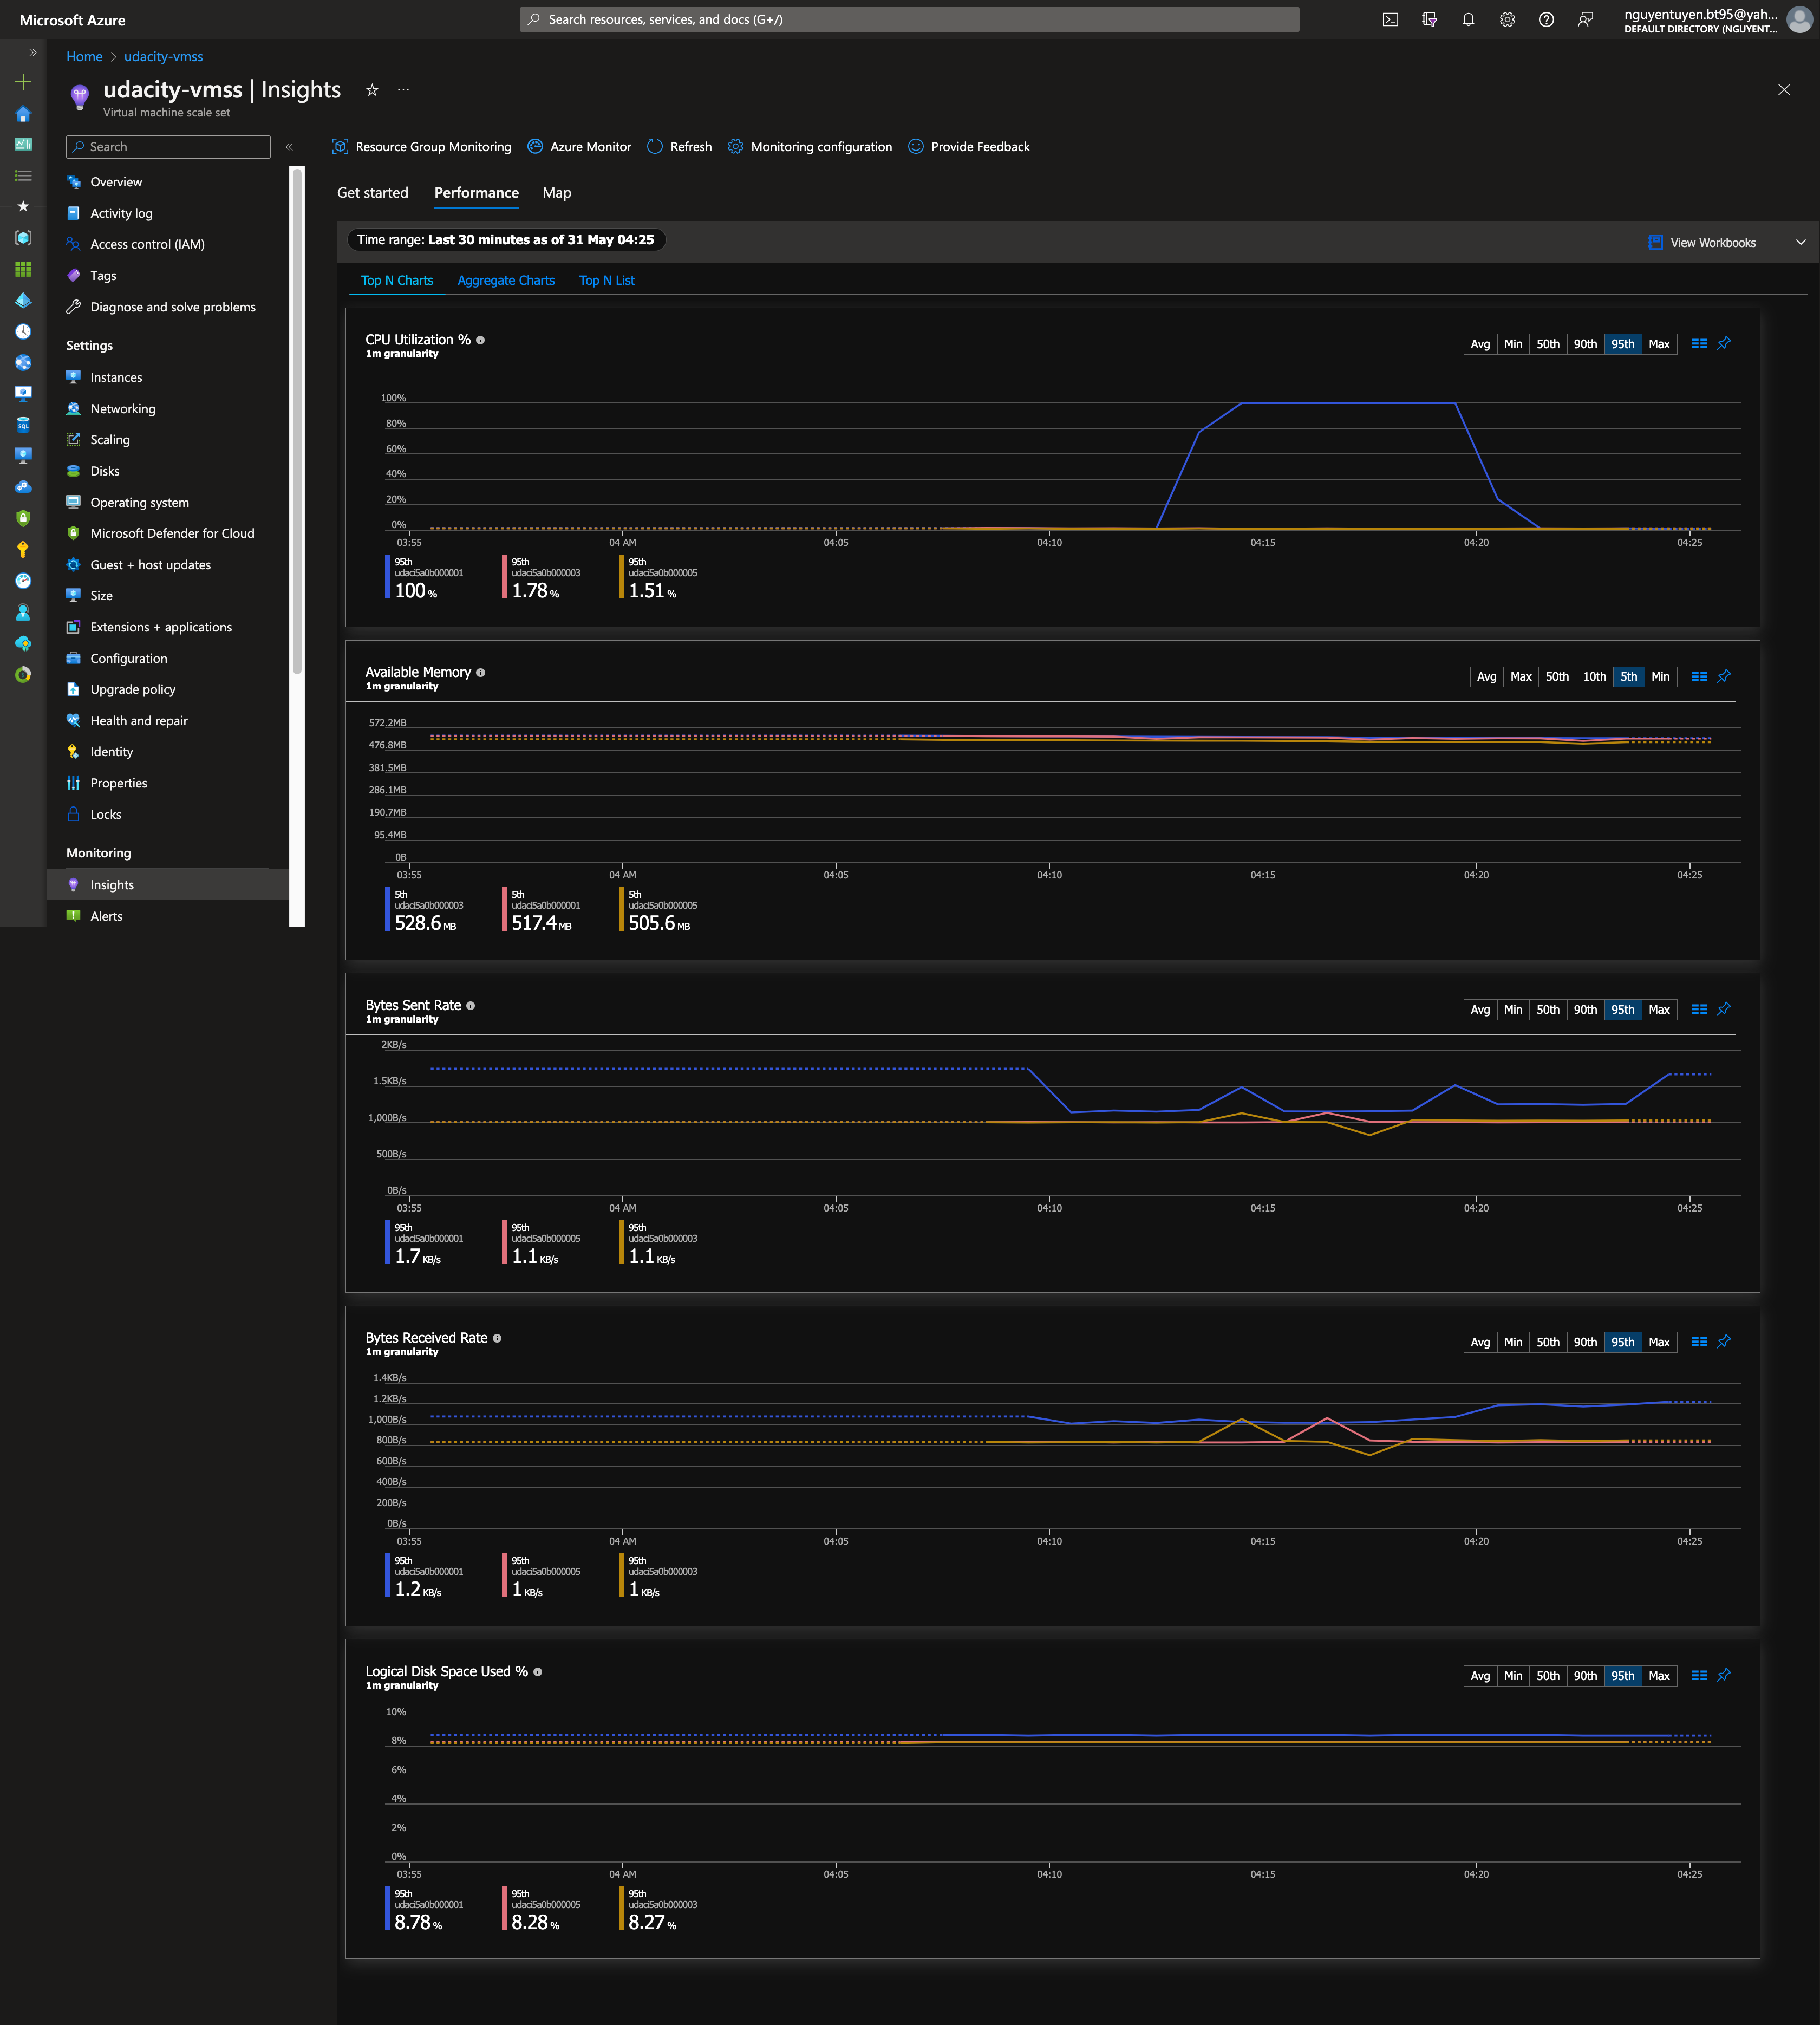 Microsoft Azure
Search resources, services, and docs (G+/)
nguyentuyen.bt95@yah...
DEFAULT DIRECTORY (NGUYENT...
Home > udacity-vmss
udacity-vmss | Insights
Virtual machine scale set
Search
Overview
Activity log
Access control (IAM)
Tags
Diagnose and solve problems
Settings
Instances
Networking
Scaling
Disks
Operating system
Microsoft Defender for Cloud
Guest + host updates
Size
Extensions + applications
Configuration
Upgrade policy
Health and repair
Identity
Properties
Locks
Monitoring
Insights
Alerts
Resource Group Monitoring Azure Monitor Refresh Monitoring configuration Provide Feedback
Get started Performance Map
Time range: Last 30 minutes as of 31 May 04:25
View Workbooks
Top N Charts Aggregate Charts Top N List
CPU Utilization %
1m granularity
Avg Min 50th 90th 95th Max
100%
80%
60%
40%
20%
0%
03:55 04 AM 04:05 04:10 04:15 04:20 04:25
95th 95th 95th
udaci5a0b000001 udaci5a0b000003 udaci5a0b000005
100 % 1.78 % 1.51 %
Available Memory
1m granularity
Avg Max 50th 10th 5th Min
572.2MB
476.8MB
381.5MB
286.1MB
190.7MB
95.4MB
0B
03:55 04 AM 04:05 04:10 04:15 04:20 04:25
5th 5th 5th
udaci5a0b000003 udaci5a0b000001 udaci5a0b000005
528.6 MB 517.4 MB 505.6 MB
Bytes Sent Rate
1m granularity
Avg Min 50th 90th 95th Max
2KB/s
1.5KB/s
1,000B/s
500B/s
0B/s
03:55 04 AM 04:05 04:10 04:15 04:20 04:25
95th 95th 95th
udaci5a0b000001 udaci5a0b000005 udaci5a0b000003
1.7 KB/s 1.1 KB/s 1.1 KB/s
Bytes Received Rate
1m granularity
Avg Min 50th 90th 95th Max
1.4KB/s
1.2KB/s
1,000B/s
800B/s
600B/s
400B/s
200B/s
0B/s
03:55 04 AM 04:05 04:10 04:15 04:20 04:25
95th 95th 95th
udaci5a0b000001 udaci5a0b000005 udaci5a0b000003
1.2 KB/s 1 KB/s 1 KB/s
Logical Disk Space Used %
1m granularity
Avg Min 50th 90th 95th Max
10%
8%
6%
4%
2%
0%
03:55 04 AM 04:05 04:10 04:15 04:20 04:25
95th 95th 95th
udaci5a0b000001 udaci5a0b000005 udaci5a0b000003
8.78 % 8.28 % 8.27 %